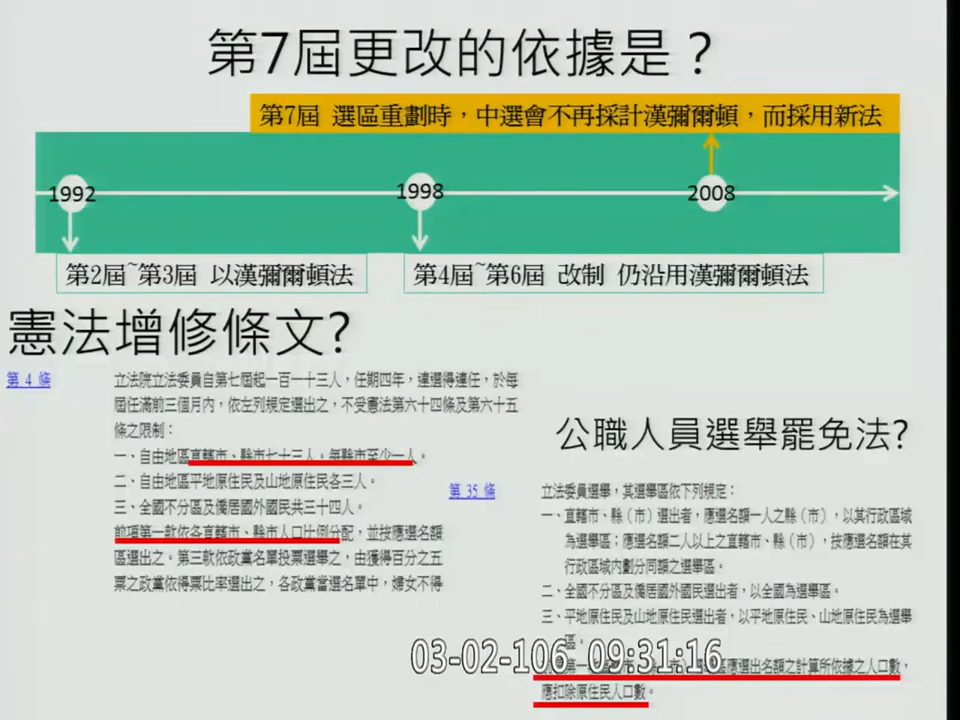 第7屆更改的依據是？
第7屆 選區重劃時，中選會不再採計漢彌爾頓，而採用新法
1992
1998
2008
第2屆~第3屆 以漢彌爾頓法
第4屆~第6屆 改制 仍沿用漢彌爾頓法
憲法增修條文?
第 4 條
立法院立法委員自第七屆起一百一十三人，任期四年，連選得連任，於每
屆任滿前三個月內，依左列規定選出之，不受憲法第六十四條及第六十五
條之限制：
一、自由地區直轄市、縣市七十三人。每縣市至少一人。
二、自由地區平地原住民及山地原住民各三人。
三、全國不分區及僑居國外國民共三十四人。
前項第一款依各直轄市、縣市人口比例分配，並按應選名額
區選出之。第三款依政黨名單投票選舉之，由獲得百分之五
票之政黨依得票比率選出之，各政黨當選名單中，婦女不得
公職人員選舉罷免法?
第 35 條
立法委員選舉，其選舉區依下列規定：
一、直轄市、縣（市）選出者，應選名額一人之縣（市），以其行政區域
為選舉區；應選名額二人以上之直轄市、縣（市），按應選名額在其
行政區域內劃分同額之選舉區。
二、全國不分區及僑居國外國民選出者，以全國為選舉區。
三、平地原住民及山地原住民選出者，以平地原住民、山地原住民為選舉
區。
03-02-106 09:31:16
應選出名額之計算所依據之人口數，
應扣除原住民人口數。